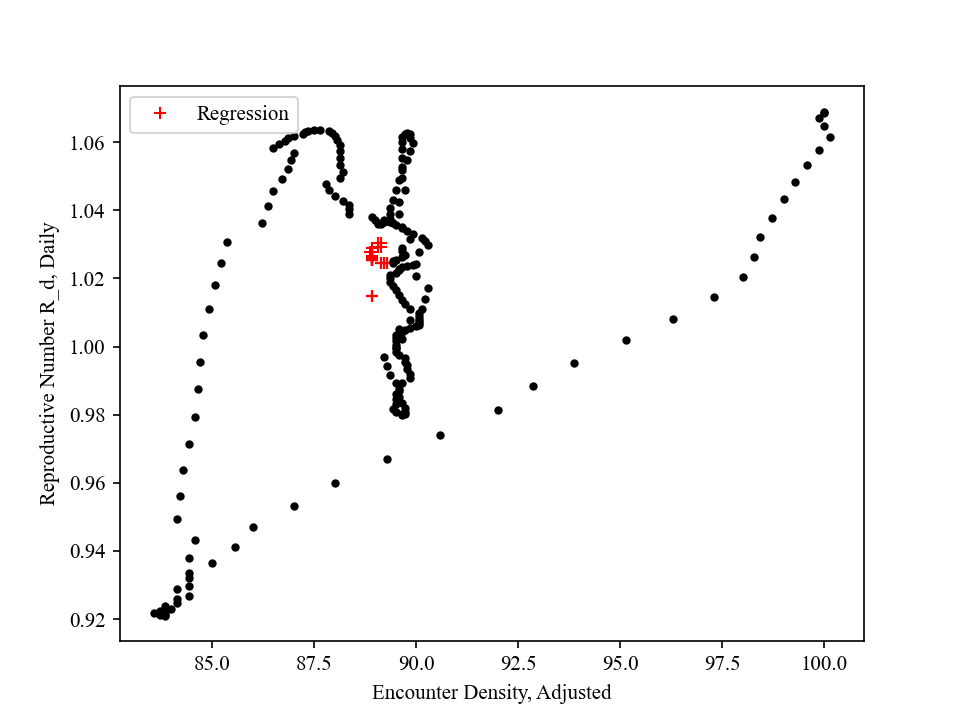 Regression
1.06
1.04
1.02
1.00
0.98
0.96
0.94
0.92
Reproductive Number R_d, Daily
85.0 87.5 90.0 92.5 95.0 97.5 100.0
Encounter Density, Adjusted